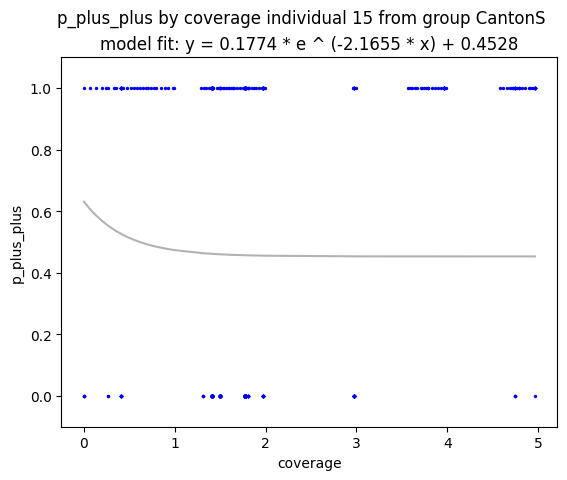 p_plus_plus by coverage individual 15 from group CantonS
model fit: y = 0.1774 * e ^ (-2.1655 * x) + 0.4528
1.0
0.8
0.6
0.4
0.2
0.0
p_plus_plus
0 1 2 3 4 5
coverage